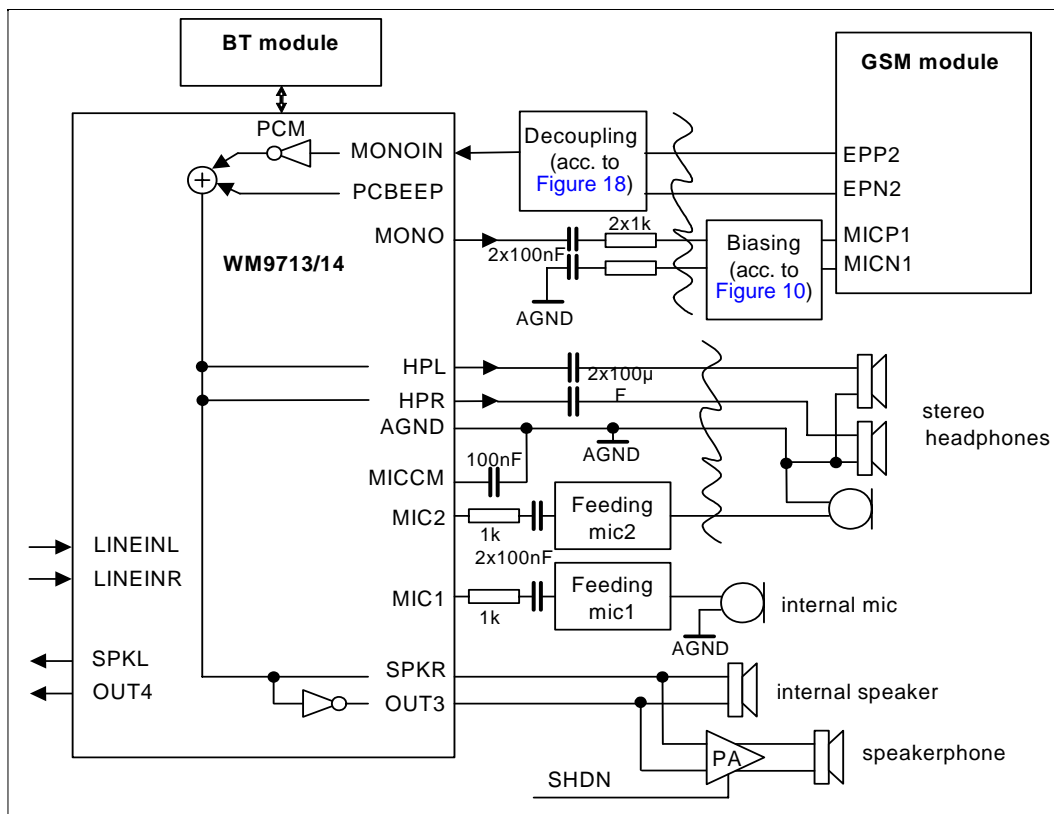 BT module
GSM module
PCM
MONOIN
PCBEEP
MONO
WM9713/14
Decoupling
(acc. to
Figure 18)
EPP2
EPN2
2x1k
2x100nF
AGND
Biasing
(acc. to
Figure 10)
MICP1
MICN1
HPL
HPR
AGND
2x100µ
F
AGND
stereo
headphones
100nF
MICCM
MIC2
1k
Feeding
mic2
2x100nF
LINEINL
LINEINR
MIC1
1k
Feeding
mic1
internal mic
AGND
SPKL
OUT4
SPKR
OUT3
internal speaker
PA
speakerphone
SHDN